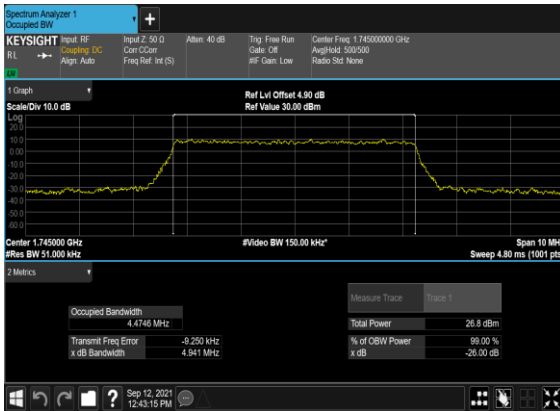 Spectrum Analyzer 1
Occupied BW
KEYSIGHT
RL
Input: RF
Coupling: DC
Align: Auto
Input Z: 50 Ω
Corr CCorr
Freq Ref: Int (S)
Atten: 40 dB
Trig: Free Run
Gate: Off
#IF Gain: Low
Center Freq: 1.745000000 GHz
Avg|Hold: 500/500
Radio Std: None
1 Graph
Scale/Div 10.0 dB
Ref Lvl Offset 4.90 dB
Ref Value 30.00 dBm
Log
20.0
10.0
0.00
-10.0
-20.0
-30.0
-40.0
-50.0
-60.0
Center 1.745000 GHz
#Res BW 51.000 kHz
#Video BW 150.00 kHz*
Span 10 MH
Sweep 4.80 ms (1001 pts
2 Metrics
Measure Trace
Trace 1
Occupied Bandwidth
4.4746 MHz
Total Power
26.8 dBm
Transmit Freq Error
-9.250 kHz
% of OBW Power
99.00 %
x dB Bandwidth
4.941 MHz
x dB
-26.00 dB
?
Sep 12, 2021
12:43:15 PM